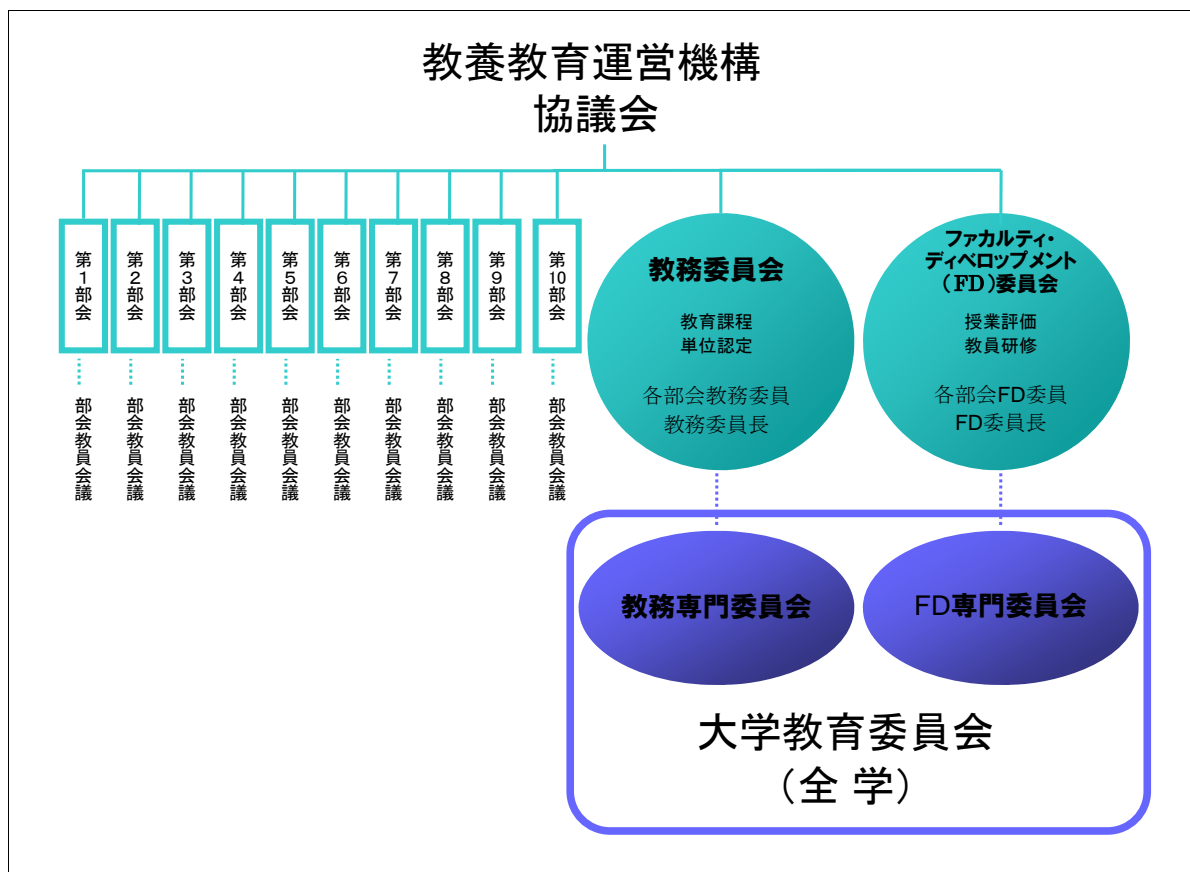 教養教育運営機構
協議会
第1部会
第2部会
第3部会
第4部会
第5部会
第6部会
第7部会
第8部会
第9部会
第10部会
部会教員会議
部会教員会議
部会教員会議
部会教員会議
部会教員会議
部会教員会議
部会教員会議
部会教員会議
部会教員会議
部会教員会議
教務委員会
教育課程
単位認定
各部会教務委員
教務委員長
ファカルティ・
ディベロップメント
(FD)委員会
授業評価
教員研修
各部会FD委員
FD委員長
教務専門委員会
FD専門委員会
大学教育委員会
(全 学)